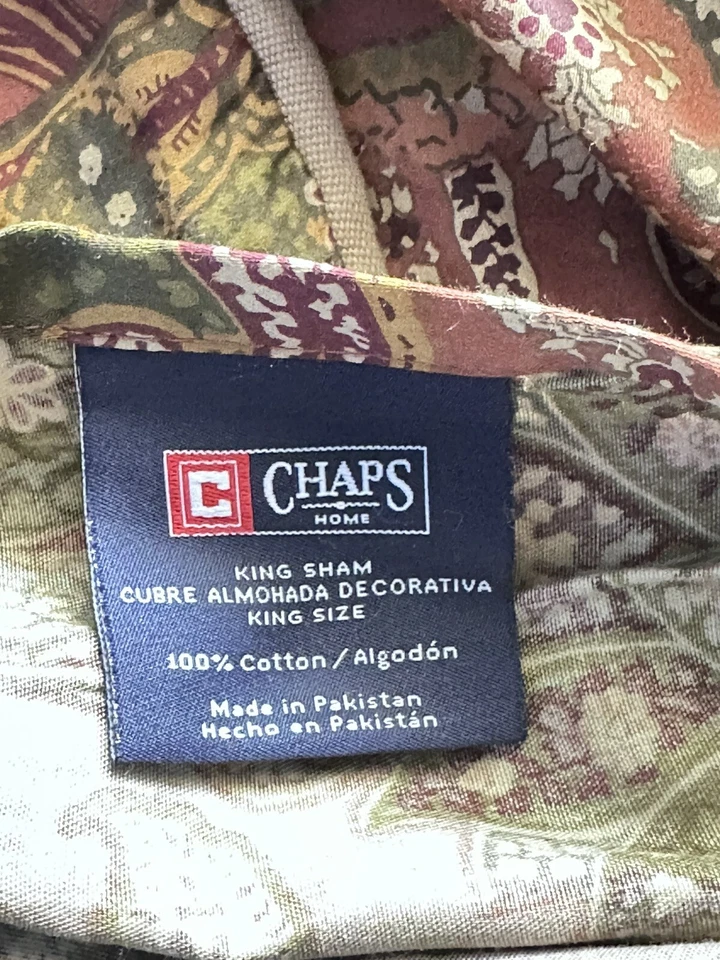 C CHAPS
HOME
KING SHAM
CUBRE ALMOHADA DECORATIVA
KING SIZE
100% Cotton/Algodón
Made in Pakistan
Hecho en Pakistán